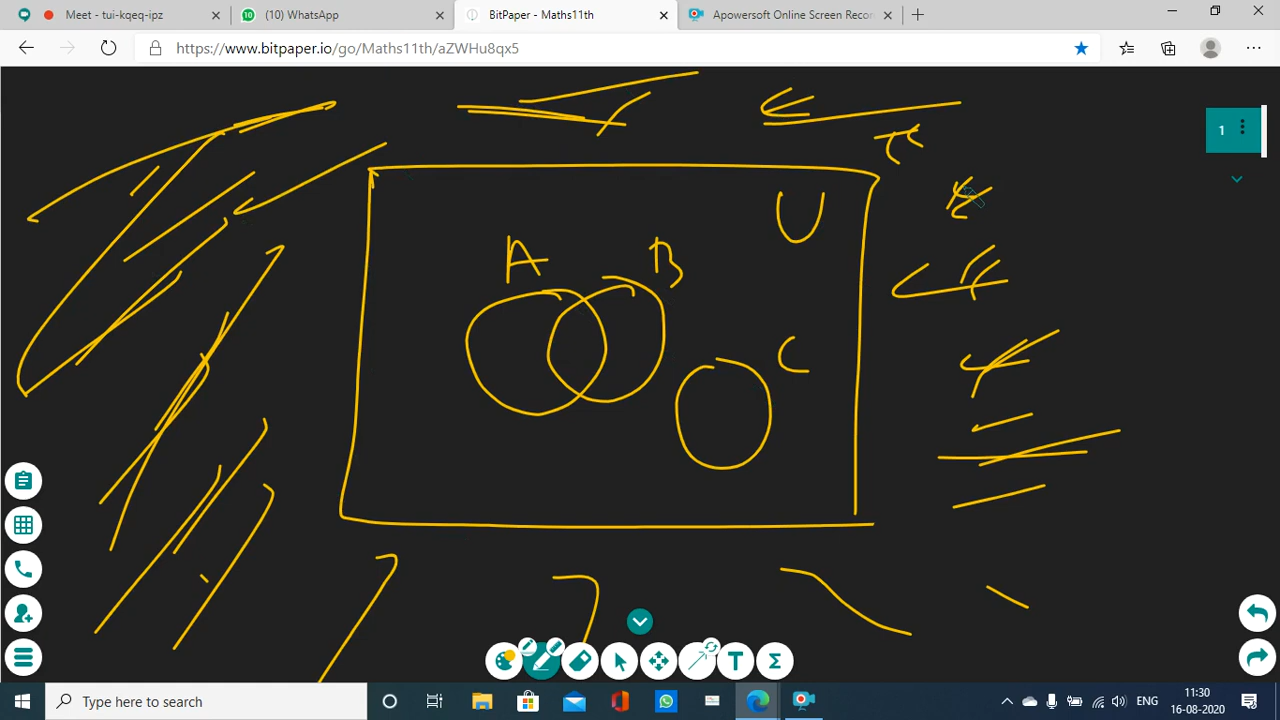 Meet - tui-kqeq-ipz
(10) WhatsApp
BitPaper - Maths11th
Apowersoft Online Screen Recor
https://www.bitpaper.io/go/Maths11th/aZWHu8qx5
1
U
A B
C
T Σ
Type here to search
ENG
11:30
16-08-2020